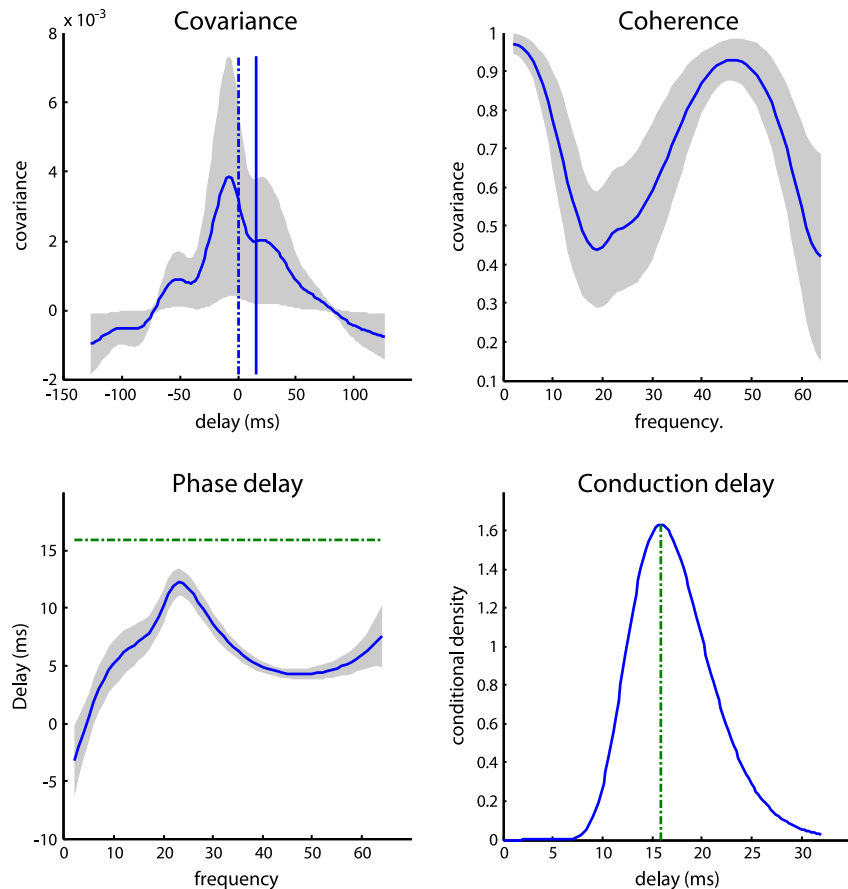 Covariance
x 10-3
8
6
4
2
0
-2
covariance
-150 -100 -50 0 50 100
delay (ms)
Coherence
1
0.9
0.8
0.7
0.6
0.5
0.4
0.3
0.2
0.1
covariance
0 10 20 30 40 50 60
frequency.
Phase delay
15
10
5
0
-5
-10
Delay (ms)
0 10 20 30 40 50 60
frequency
Conduction delay
1.6
1.4
1.2
1
0.8
0.6
0.4
0.2
0
conditional density
0 5 10 15 20 25 30
delay (ms)